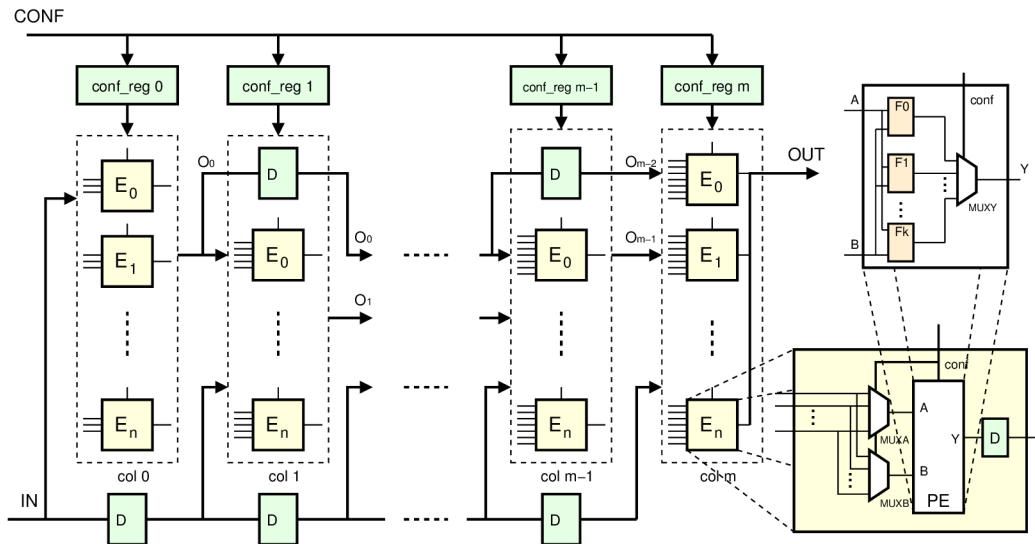 CONF
conf_reg 0
conf_reg 1
conf_reg m−1
conf_reg m
conf
A
F0
F1
Fk
B
Y
MUXY
O0
D
O0
D
Om−2
OUT
E0
E0
E1
E0
E0
Om−1
E1
O1
En
En
En
En
col 0
col 1
col m−1
col m
IN
D
D
D
conf
A
MUXA
Y
D
B
MUXB
PE